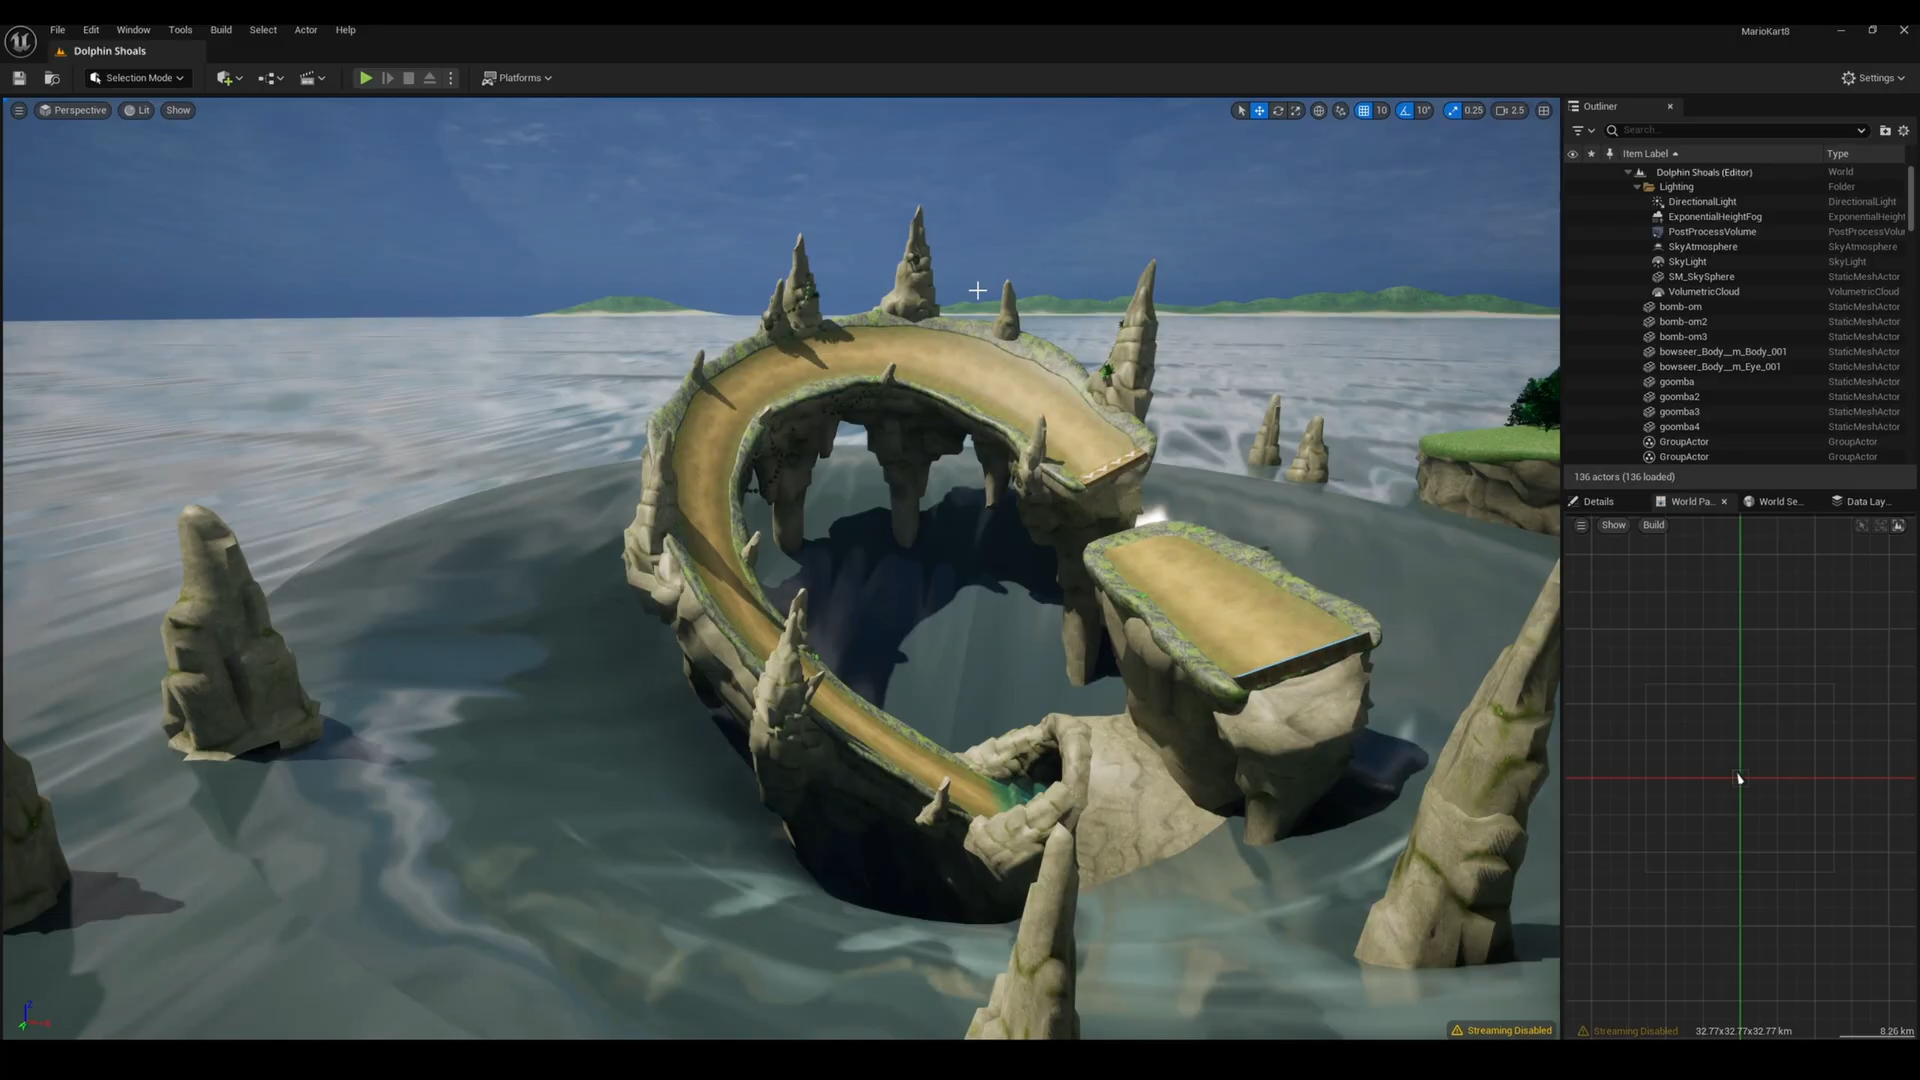 File Edit Window Tools Build Select Actor Help
MarioKart8
Dolphin Shoals
Selection Mode
Platforms
Settings
Perspective Lit Show
10 10° 0.25 2.5
Outliner
Search...
Item Label Type
Dolphin Shoals (Editor) World
Lighting Folder
DirectionalLight DirectionalLight
ExponentialHeightFog ExponentialHeight
PostProcessVolume PostProcessVolu
SkyAtmosphere SkyAtmosphere
SkyLight SkyLight
SM_SkySphere StaticMeshActor
VolumetricCloud VolumetricCloud
bomb-om StaticMeshActor
bomb-om2 StaticMeshActor
bomb-om3 StaticMeshActor
bowseer_Body__m_Body_001 StaticMeshActor
bowseer_Body__m_Eye_001 StaticMeshActor
goomba StaticMeshActor
goomba2 StaticMeshActor
goomba3 StaticMeshActor
goomba4 StaticMeshActor
GroupActor GroupActor
GroupActor GroupActor
136 actors (136 loaded)
Details World Pa... World Se... Data Lay...
Show Build
Z
Streaming Disabled
Streaming Disabled 32.77x32.77x32.77 km 8.26 km